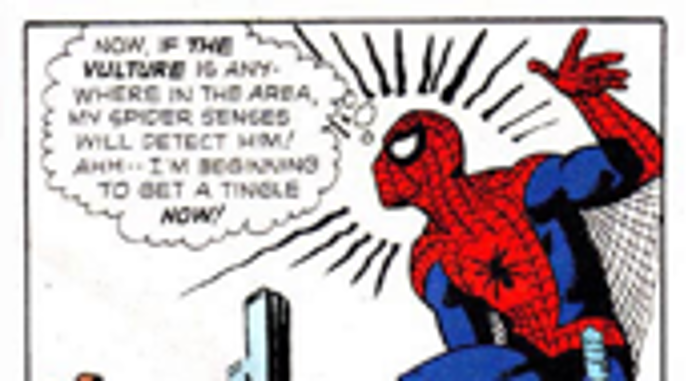 NOW, IF THE
VULTURE IS ANY-
WHERE IN THE AREA,
MY SPIDER SENSES
WILL DETECT HIM!
AHH-- I'M BEGINNING
TO GET A TINGLE
NOW!